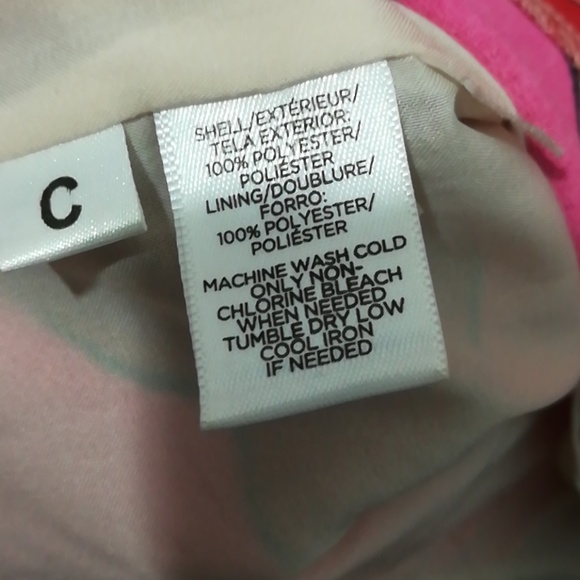 C
SHELL/EXTÉRIEUR/
TELA EXTERIOR:
100% POLYESTER/
POLIÉSTER
LINING/DOUBLURE/
FORRO:
100% POLYESTER/
POLIÉSTER
MACHINE WASH COLD
ONLY NON-
CHLORINE BLEACH
WHEN NEEDED
TUMBLE DRY LOW
COOL IRON
IF NEEDED